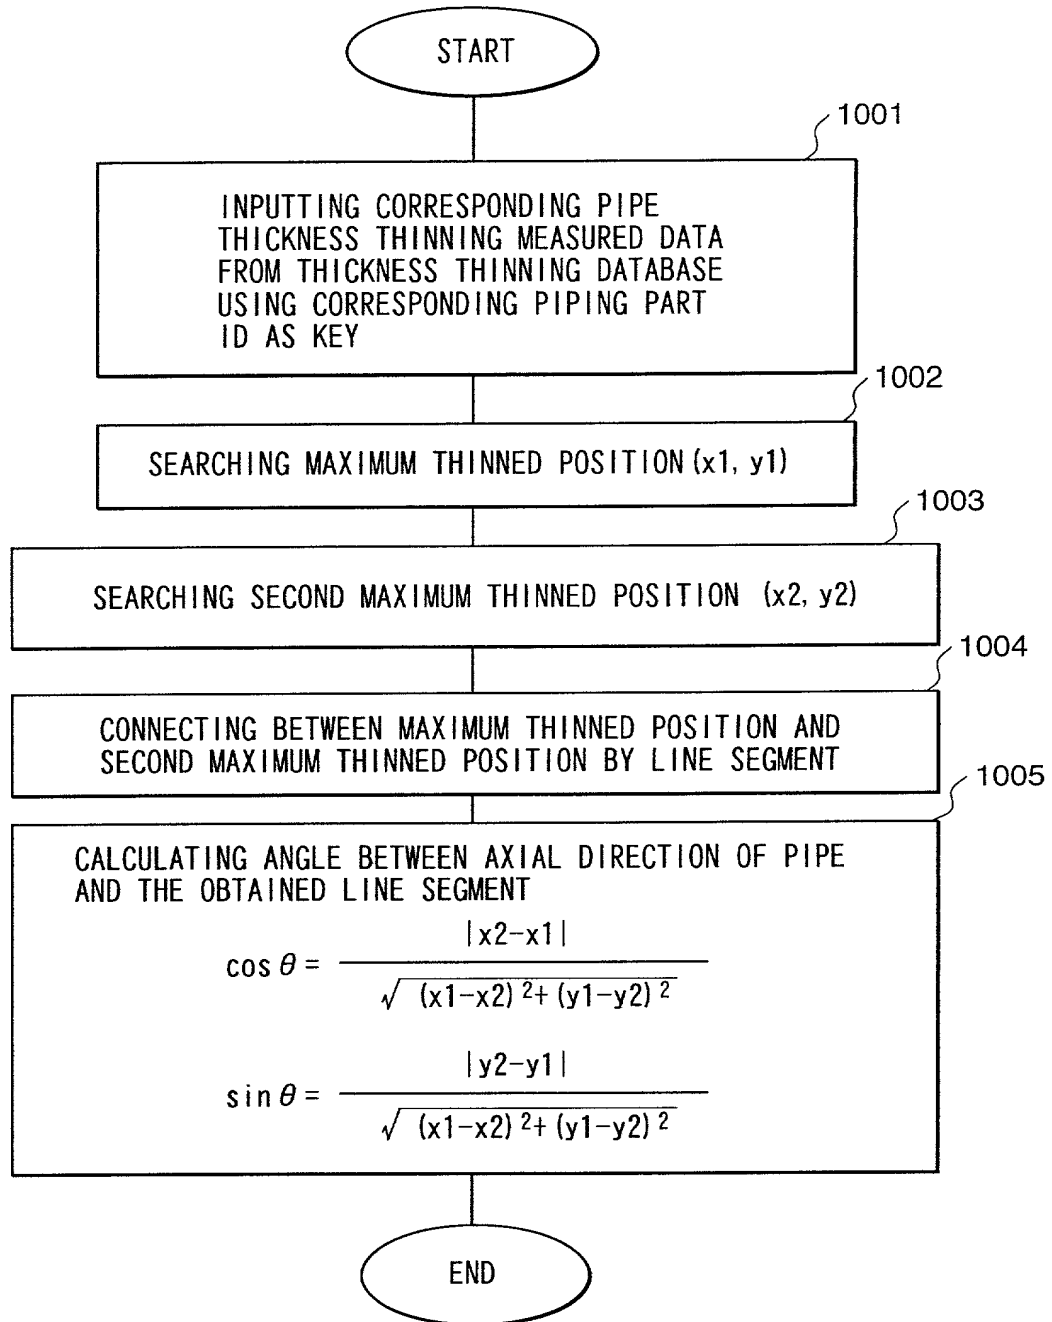 START
1001
INPUTTING CORRESPONDING PIPE
THICKNESS THINNING MEASURED DATA
FROM THICKNESS THINNING DATABASE
USING CORRESPONDING PIPING PART
ID AS KEY
1002
SEARCHING MAXIMUM THINNED POSITION (x1, y1)
1003
SEARCHING SECOND MAXIMUM THINNED POSITION (x2, y2)
1004
CONNECTING BETWEEN MAXIMUM THINNED POSITION AND
SECOND MAXIMUM THINNED POSITION BY LINE SEGMENT
1005
CALCULATING ANGLE BETWEEN AXIAL DIRECTION OF PIPE
AND THE OBTAINED LINE SEGMENT
|x2-x1|
cos θ =
√ (x1-x2) ² + (y1-y2) ²
|y2-y1|
sin θ =
√ (x1-x2) ² + (y1-y2) ²
END